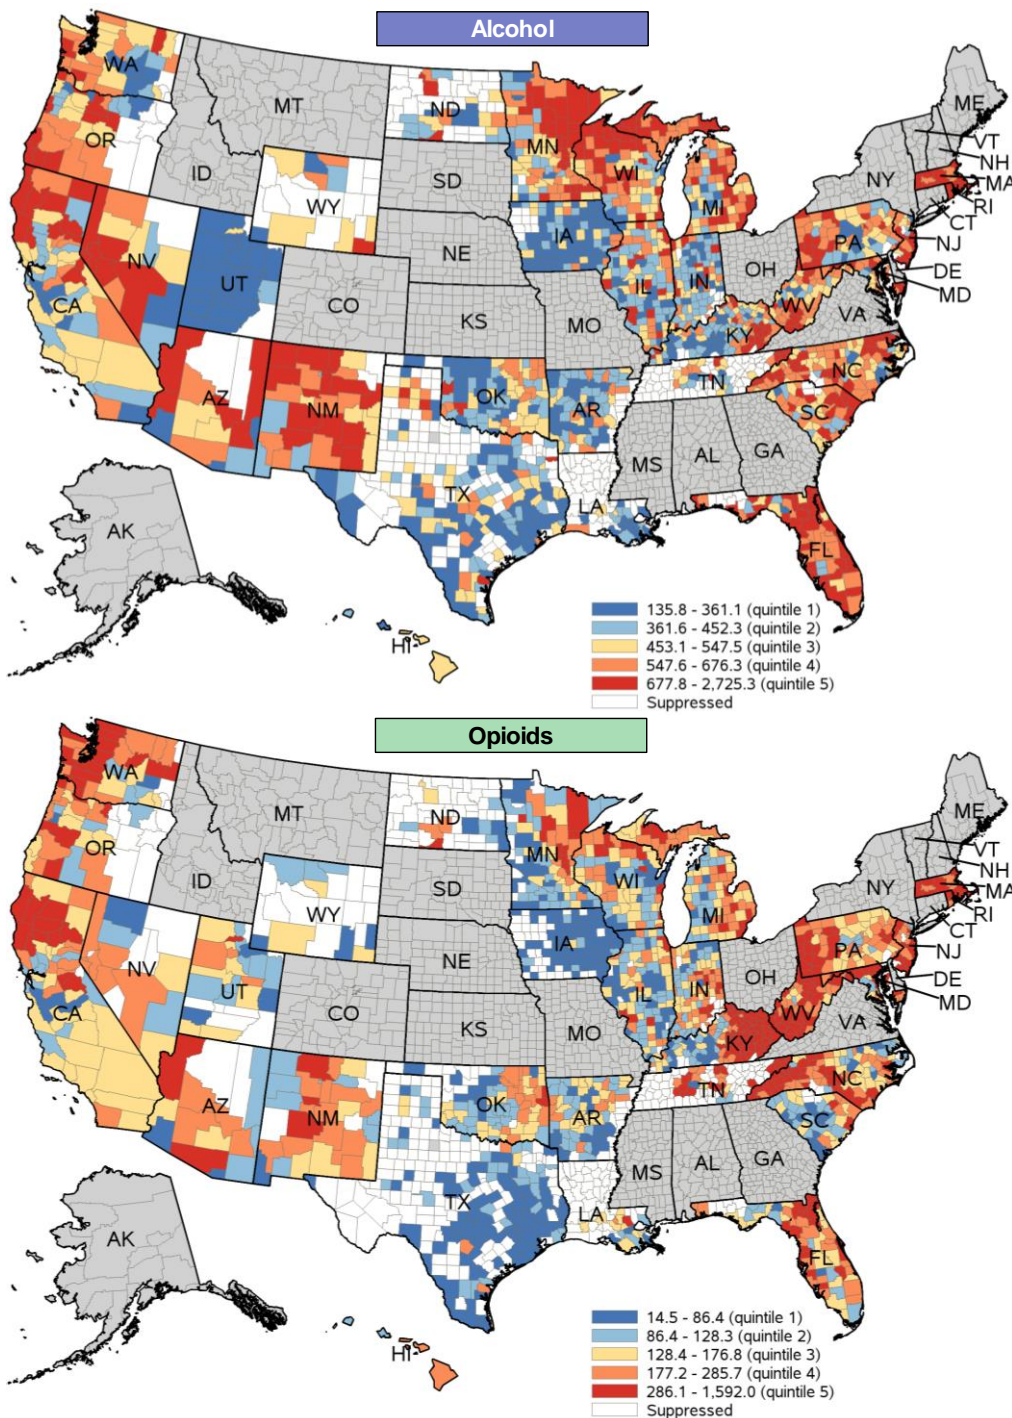 Alcohol
WA
MT
ND
ME
OR
MN
VT
ID
SD
WI
NH
WY
NY
MA
MI
RI
IA
CT
NE
PA
NJ
NV
OH
UT
IL
IN
DE
MD
CA
CO
WV
VA
KS
MO
KY
NC
TN
AZ
OK
NM
AR
SC
MS
AL
GA
TX
LA
AK
FL
HI
135.8 - 361.1 (quintile 1)
361.6 - 452.3 (quintile 2)
453.1 - 547.5 (quintile 3)
547.6 - 676.3 (quintile 4)
677.8 - 2,725.3 (quintile 5)
Suppressed
Opioids
WA
MT
ND
ME
OR
MN
VT
ID
SD
WI
NH
WY
NY
MA
MI
RI
IA
CT
NE
PA
NJ
NV
OH
UT
IL
IN
DE
MD
CA
CO
WV
VA
KS
MO
KY
NC
TN
AZ
OK
NM
AR
SC
MS
AL
GA
TX
LA
AK
FL
HI
14.5 - 86.4 (quintile 1)
86.4 - 128.3 (quintile 2)
128.4 - 176.8 (quintile 3)
177.2 - 285.7 (quintile 4)
286.1 - 1,592.0 (quintile 5)
Suppressed